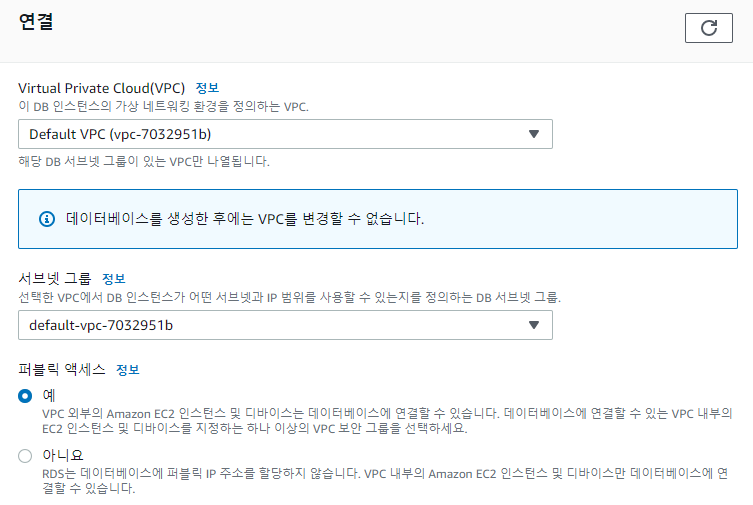 연결
Virtual Private Cloud(VPC) 정보
이 DB 인스턴스의 가상 네트워킹 환경을 정의하는 VPC.
Default VPC (vpc-7032951b)
해당 DB 서브넷 그룹이 있는 VPC만 나열됩니다.
데이터베이스를 생성한 후에는 VPC를 변경할 수 없습니다.
서브넷 그룹 정보
선택한 VPC에서 DB 인스턴스가 어떤 서브넷과 IP 범위를 사용할 수 있는지를 정의하는 DB 서브넷 그룹.
default-vpc-7032951b
퍼블릭 액세스 정보
예
VPC 외부의 Amazon EC2 인스턴스 및 디바이스는 데이터베이스에 연결할 수 있습니다. 데이터베이스에 연결할 수 있는 VPC 내부의
EC2 인스턴스 및 디바이스를 지정하는 하나 이상의 VPC 보안 그룹을 선택하세요.
아니요
RDS는 데이터베이스에 퍼블릭 IP 주소를 할당하지 않습니다. VPC 내부의 Amazon EC2 인스턴스 및 디바이스만 데이터베이스에 연
결할 수 있습니다.